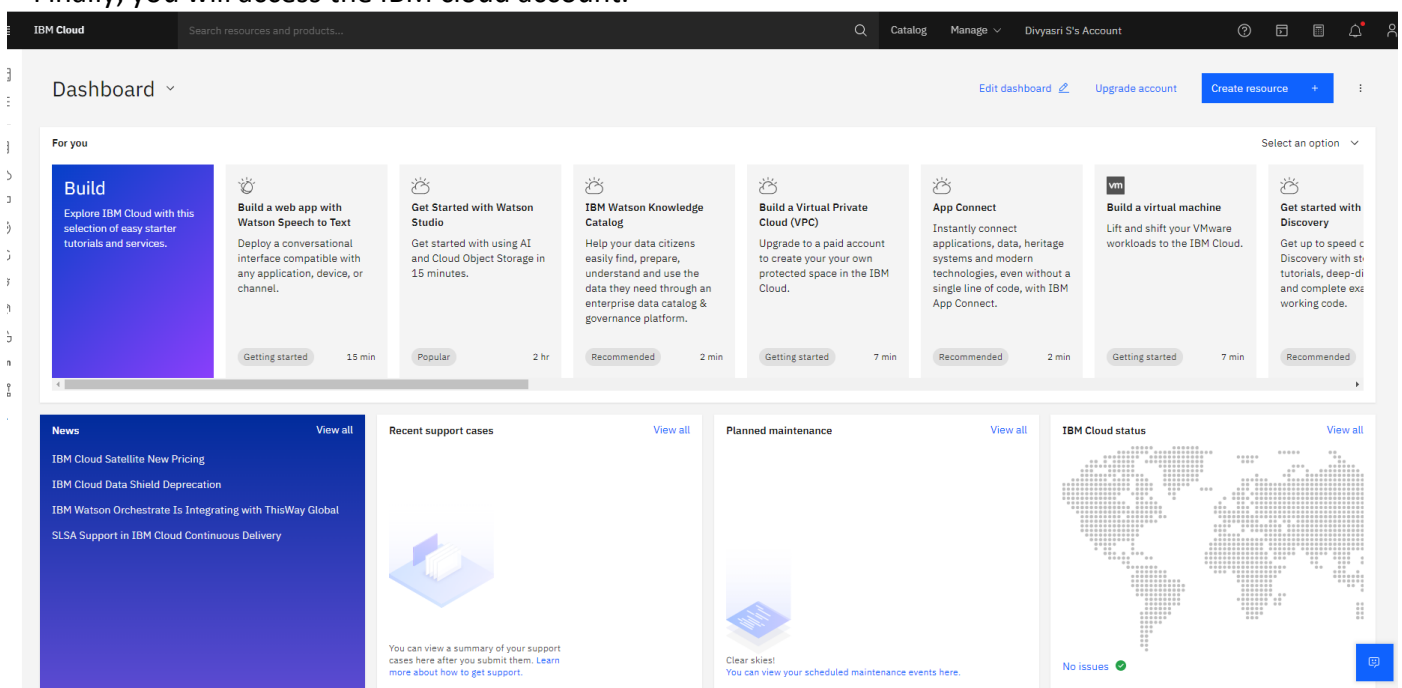 Finally, you will access the IBM cloud account.
IBM Cloud
Search resources and products...
Catalog
Manage
Divyasri S's Account
Dashboard
Edit dashboard
Upgrade account
Create resource +
For you
Select an option
Build
Explore IBM Cloud with this
selection of easy starter
tutorials and services.
Build a web app with
Watson Speech to Text
Deploy a conversational
interface compatible with
any application, device, or
channel.
Getting started
15 min
Get Started with Watson
Studio
Get started with using AI
and Cloud Object Storage in
15 minutes.
Popular
2 hr
IBM Watson Knowledge
Catalog
Help your data citizens
easily find, prepare,
understand and use the
data they need through an
enterprise data catalog &
governance platform.
Recommended
2 min
Build a Virtual Private
Cloud (VPC)
Upgrade to a paid account
to create your your own
protected space in the IBM
Cloud.
Getting started
7 min
App Connect
Instantly connect
applications, data, heritage
systems and modern
technologies, even without a
single line of code, with IBM
App Connect.
Recommended
2 min
vm
Build a virtual machine
Lift and shift your VMware
workloads to the IBM Cloud.
Getting started
7 min
Get started with
Discovery
Get up to speed
Discovery with
tutorials,
and complete
working code.
Recommended
News
View all
IBM Cloud Satellite New Pricing
IBM Cloud Data Shield Deprecation
IBM Watson Orchestrate Is Integrating with ThisWay Global
SLSA Support in IBM Cloud Continuous Delivery
Recent support cases
View all
You can view a summary of your support
cases here after you submit them. Learn
more about how to get support.
Planned maintenance
View all
Clear skies!
You can view your scheduled maintenance events here.
IBM Cloud status
View all
No issues